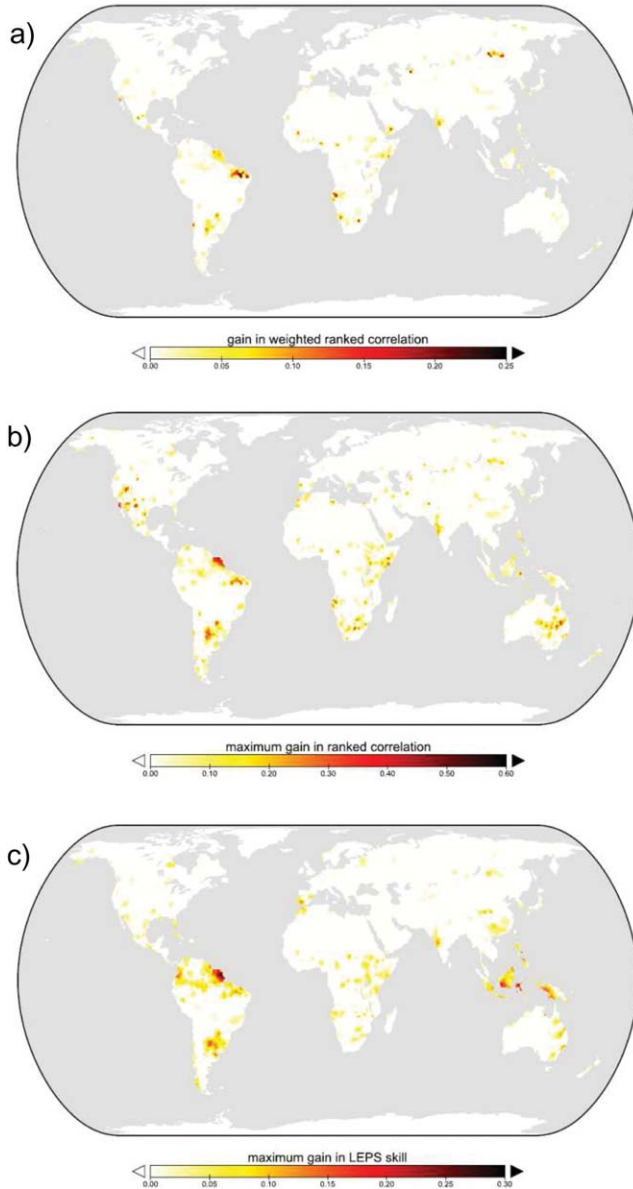 a)
gain in weighted ranked correlation
0.00 0.05 0.10 0.15 0.20 0.25
b)
maximum gain in ranked correlation
0.00 0.10 0.20 0.30 0.40 0.50 0.60
c)
maximum gain in LEPS skill
0.00 0.05 0.10 0.15 0.20 0.25 0.30